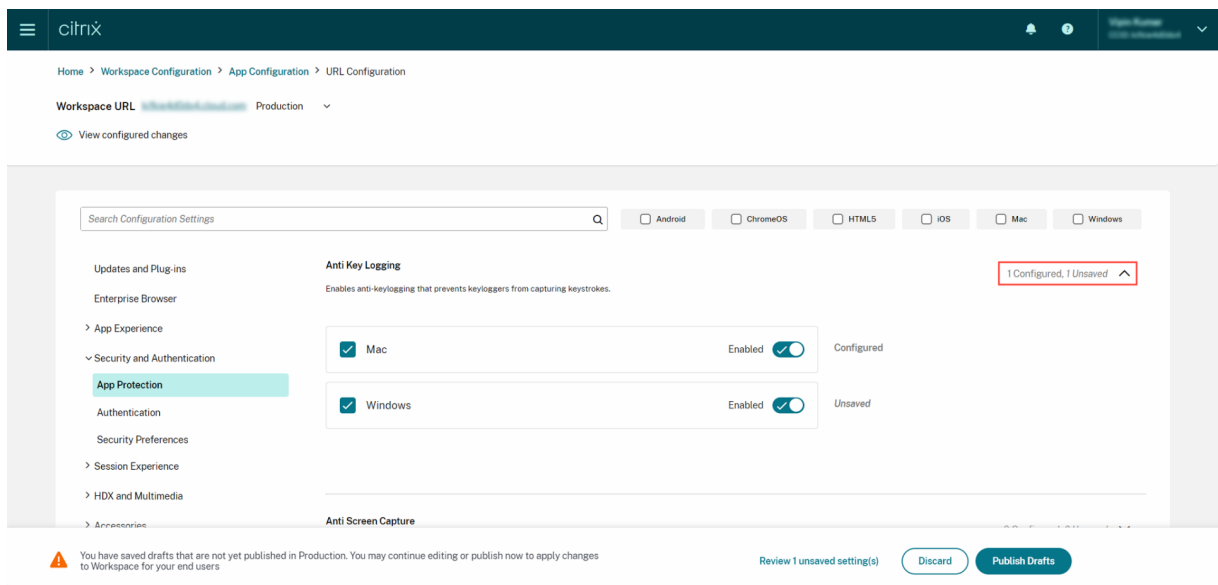 citrix
Home > Workspace Configuration > App Configuration > URL Configuration
Workspace URL Production
View configured changes
Search Configuration Settings
Android
ChromeOS
HTML5
iOS
Mac
Windows
Updates and Plug-ins
Enterprise Browser
App Experience
Security and Authentication
App Protection
Authentication
Security Preferences
Session Experience
HDX and Multimedia
Accessories
Anti Key Logging
1 Configured, 1 Unsaved
Enables anti-keylogging that prevents keyloggers from capturing keystrokes.
Mac Enabled Configured
Windows Enabled Unsaved
Anti Screen Capture
You have saved drafts that are not yet published in Production. You may continue editing or publish now to apply changes
to Workspace for your end users
Review 1 unsaved setting(s)
Discard
Publish Drafts